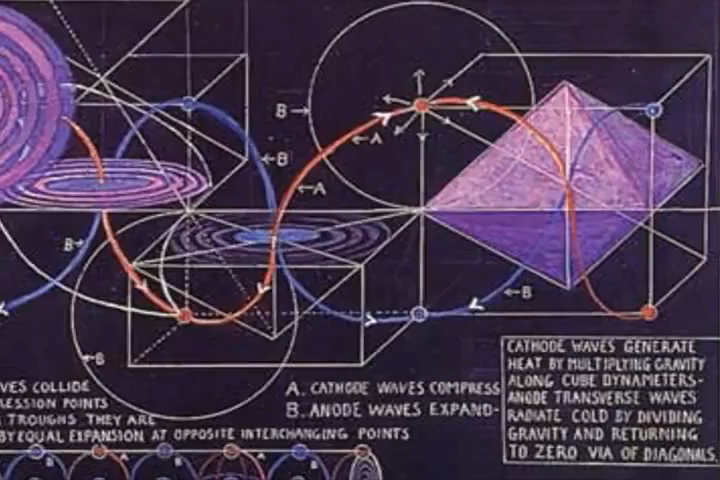 B→
←A
←B
←A
B→
←B
←B
CATHODE WAVES GENERATE
HEAT BY MULTIPLYING GRAVITY
ALONG CUBE DYNAMETERS-
ANODE TRANSVERSE WAVES
RADIATE COLD BY DIVIDING
GRAVITY AND RETURNING
TO ZERO VIA OF DIAGONALS.
VES COLLIDE
RESSION POINTS
TROUGHS THEY ARE
BY EQUAL EXPANSION AT OPPOSITE INTERCHANGING POINTS
A. CATHODE WAVES COMPRESS
B. ANODE WAVES EXPAND-
B
A
B
A
B